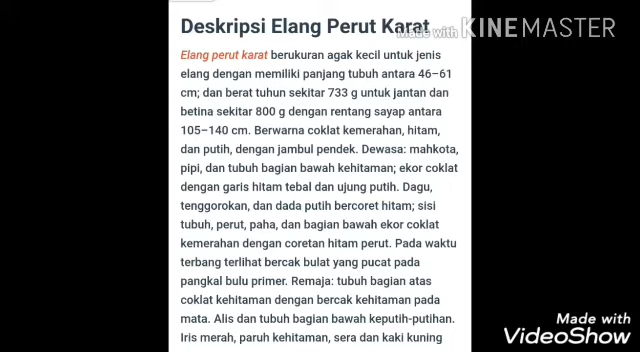 Deskripsi Elang Perut Karat
Made with KINEMASTER
Elang perut karat berukuran agak kecil untuk jenis
elang dengan memiliki panjang tubuh antara 46–61
cm; dan berat tuhun sekitar 733 g untuk jantan dan
betina sekitar 800 g dengan rentang sayap antara
105–140 cm. Berwarna coklat kemerahan, hitam,
dan putih, dengan jambul pendek. Dewasa: mahkota,
pipi, dan tubuh bagian bawah kehitaman; ekor coklat
dengan garis hitam tebal dan ujung putih. Dagu,
tenggorokan, dan dada putih bercoret hitam; sisi
tubuh, perut, paha, dan bagian bawah ekor coklat
kemerahan dengan coretan hitam perut. Pada waktu
terbang terlihat bercak bulat yang pucat pada
pangkal bulu primer. Remaja: tubuh bagian atas
coklat kehitaman dengan bercak kehitaman pada
mata. Alis dan tubuh bagian bawah keputih-putihan.
Iris merah, paruh kehitaman, sera dan kaki kuning
Made with
VideoShow